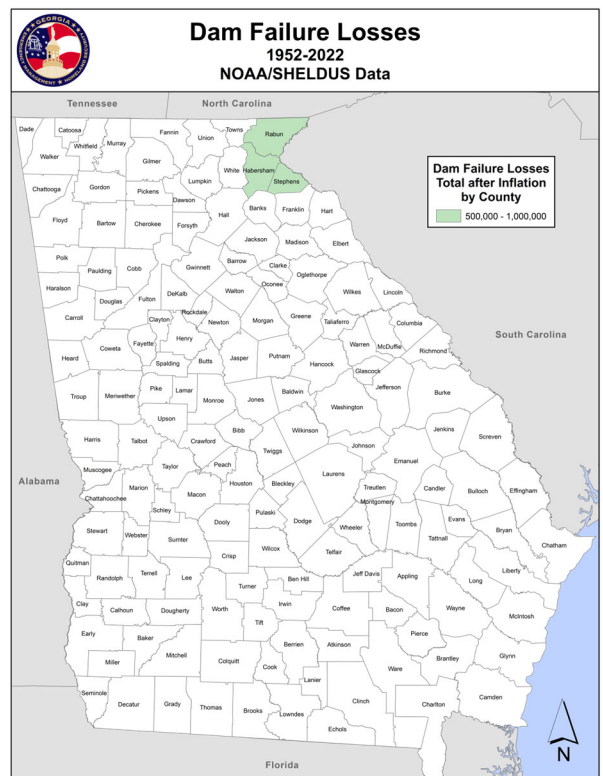 GEORGIA
EMERGENCY MANAGEMENT ★ HOMELAND SECURITY
Dam Failure Losses
1952-2022
NOAA/SHELDUS Data
Tennessee
North Carolina
Dam Failure Losses
Total after Inflation
by County
500,000 - 1,000,000
Dade
Catoosa
Whitfield
Murray
Fannin
Union
Towns
Rabun
Walker
Gilmer
White
Habersham
Stephens
Chattooga
Gordon
Pickens
Lumpkin
Dawson
Banks
Franklin
Hart
Floyd
Bartow
Cherokee
Forsyth
Hall
Jackson
Madison
Elbert
Polk
Paulding
Cobb
Gwinnett
Barrow
Clarke
Oconee
Oglethorpe
Haralson
Douglas
Fulton
DeKalb
Rockdale
Walton
Wilkes
Lincoln
Carroll
Clayton
Newton
Morgan
Greene
Taliaferro
Columbia
South Carolina
Heard
Coweta
Fayette
Henry
Spalding
Butts
Jasper
Putnam
Hancock
Warren
McDuffie
Richmond
Glascock
Troup
Meriwether
Pike
Lamar
Monroe
Jones
Baldwin
Washington
Jefferson
Burke
Upson
Harris
Talbot
Crawford
Bibb
Twiggs
Wilkinson
Johnson
Jenkins
Screven
Muscogee
Taylor
Peach
Houston
Bleckley
Laurens
Emanuel
Alabama
Chattahoochee
Marion
Macon
Treutlen
Candler
Bulloch
Effingham
Schley
Pulaski
Montgomery
Stewart
Webster
Sumter
Dooly
Dodge
Wheeler
Toombs
Evans
Tattnall
Bryan
Chatham
Quitman
Crisp
Wilcox
Telfair
Randolph
Terrell
Lee
Turner
Ben Hill
Jeff Davis
Appling
Long
Liberty
Clay
Calhoun
Dougherty
Worth
Tift
Irwin
Coffee
Bacon
Wayne
McIntosh
Early
Baker
Mitchell
Colquitt
Berrien
Atkinson
Pierce
Miller
Cook
Lanier
Ware
Brantley
Glynn
Seminole
Decatur
Grady
Thomas
Brooks
Lowndes
Clinch
Echols
Charlton
Camden
Florida
N